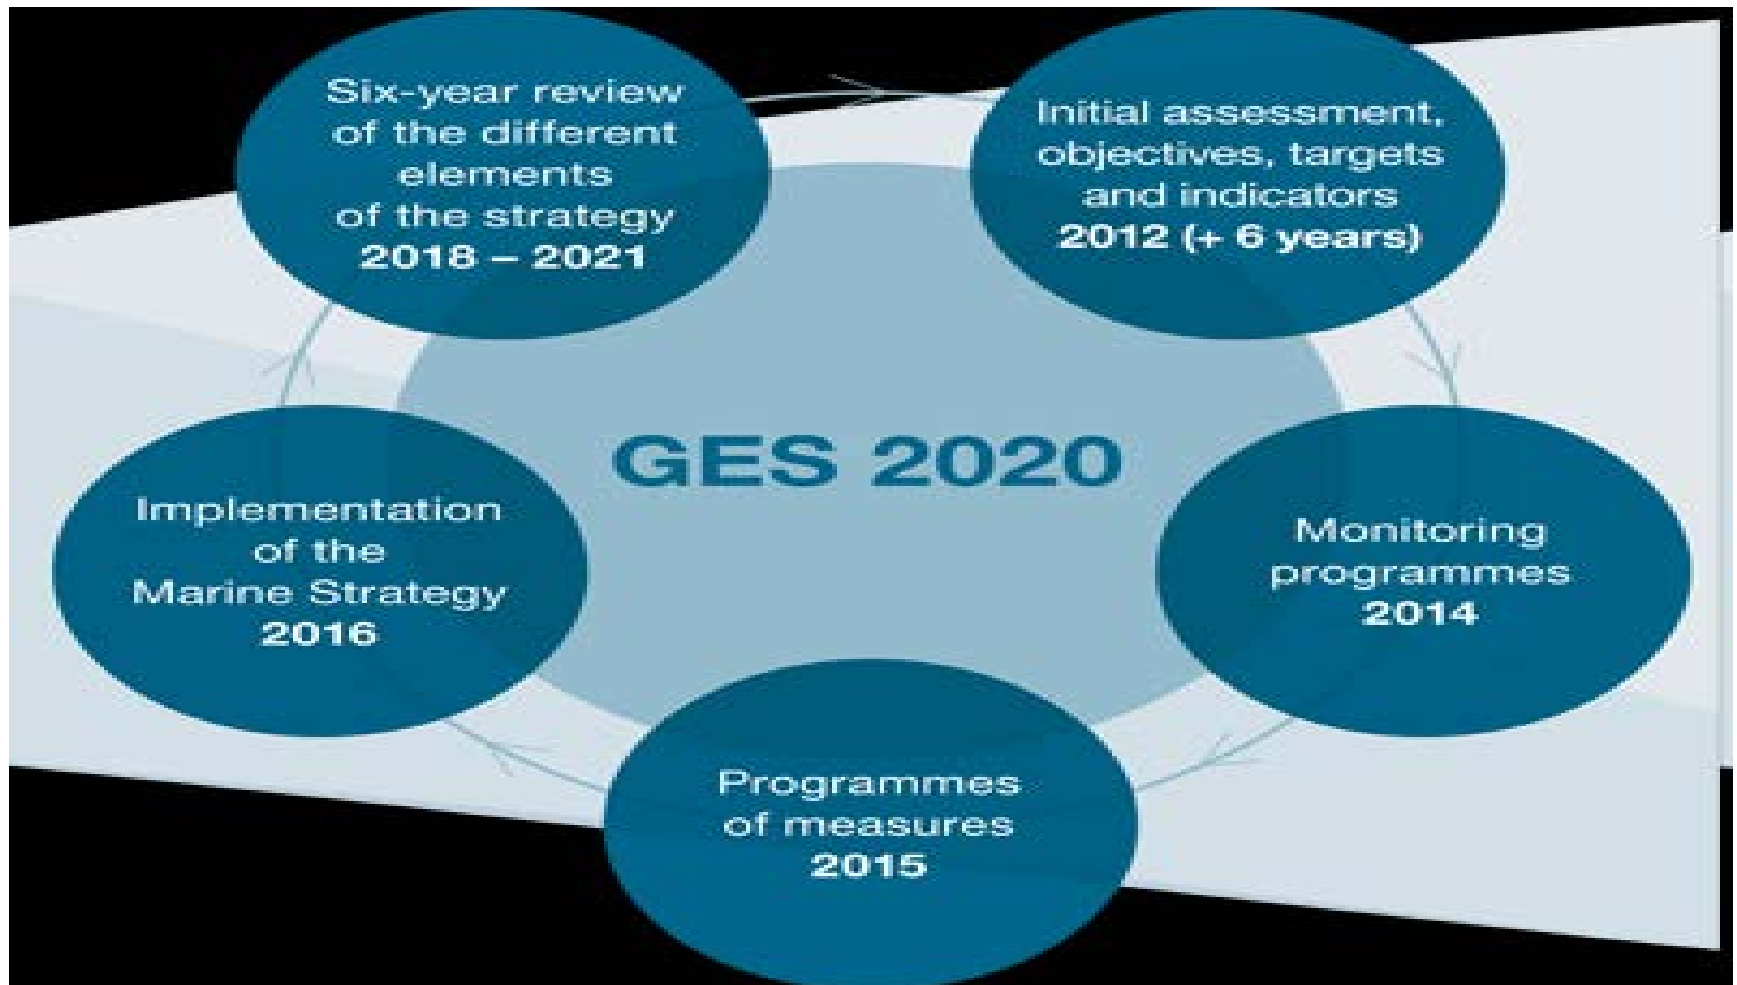 Six-year review
of the different
elements
of the strategy
2018 – 2021
Initial assessment,
objectives, targets
and indicators
2012 (+ 6 years)
GES 2020
Implementation
of the
Marine Strategy
2016
Monitoring
programmes
2014
Programmes
of measures
2015